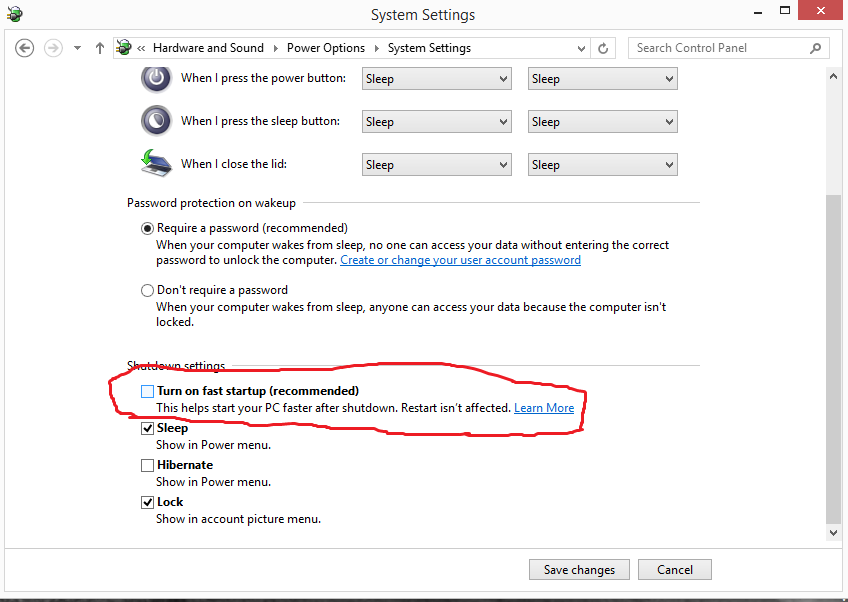 System Settings
« Hardware and Sound Power Options System Settings Search Control Panel
When I press the power button: Sleep Sleep
When I press the sleep button: Sleep Sleep
When I close the lid: Sleep Sleep
Password protection on wakeup
Require a password (recommended)
When your computer wakes from sleep, no one can access your data without entering the correct
password to unlock the computer. Create or change your user account password
Don't require a password
When your computer wakes from sleep, anyone can access your data because the computer isn't
locked.
Shutdown settings
Turn on fast startup (recommended)
This helps start your PC faster after shutdown. Restart isn't affected. Learn More
Sleep
Show in Power menu.
Hibernate
Show in Power menu.
Lock
Show in account picture menu.
Save changes Cancel